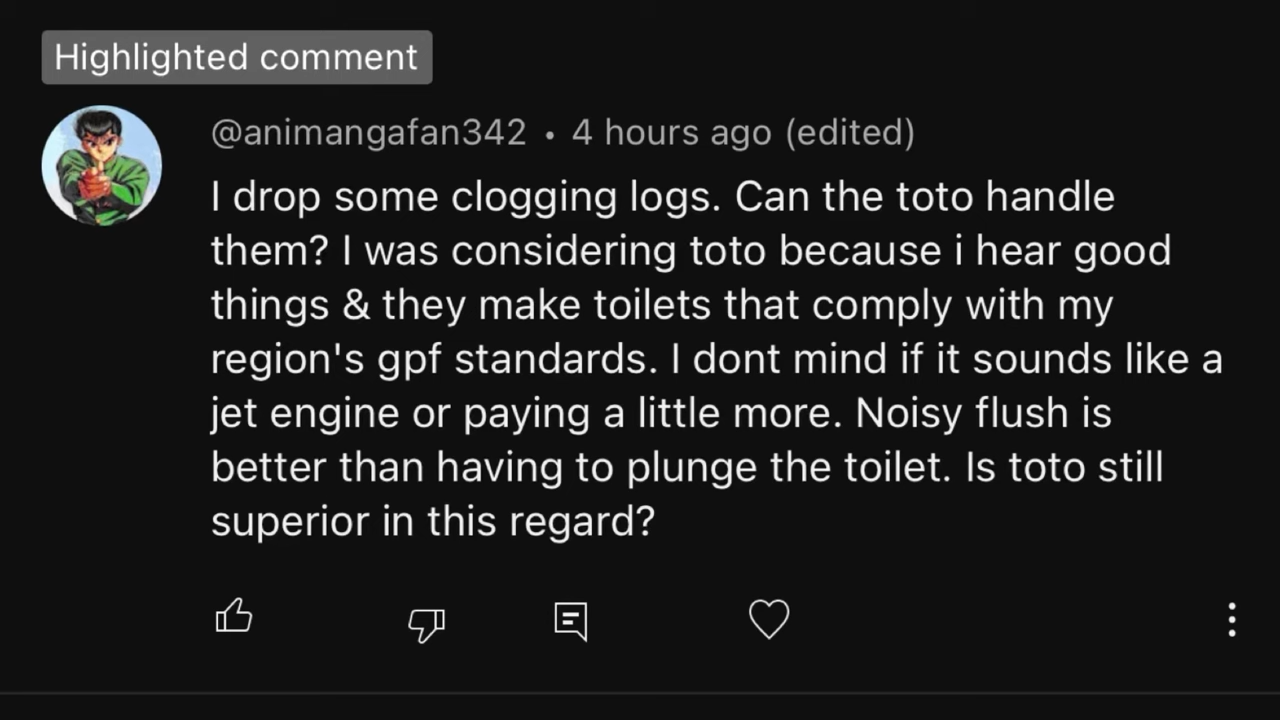 Highlighted comment
@animangafan342 • 4 hours ago (edited)
I drop some clogging logs. Can the toto handle
them? I was considering toto because i hear good
things & they make toilets that comply with my
region's gpf standards. I dont mind if it sounds like a
jet engine or paying a little more. Noisy flush is
better than having to plunge the toilet. Is toto still
superior in this regard?